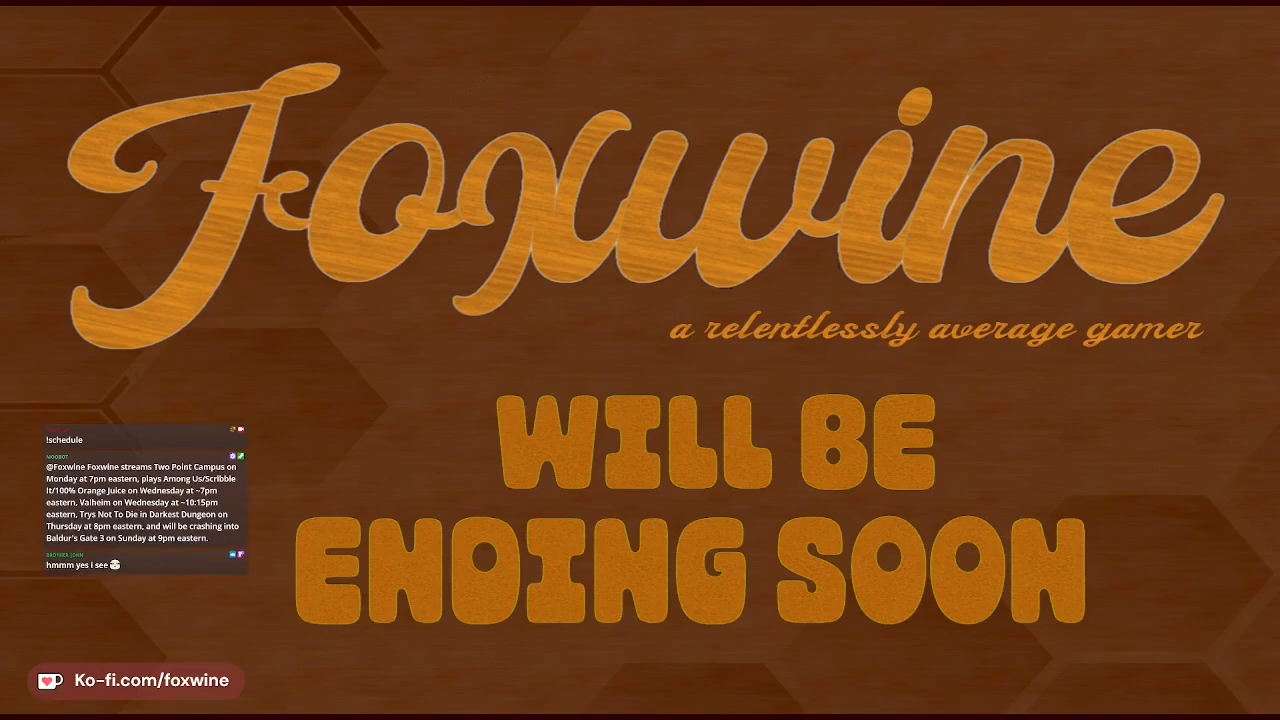 Foxwine
a relentlessly average gamer
WILL BE
ENDING SOON
!schedule
MOOBOT
@Foxwine Foxwine streams Two Point Campus on
Monday at 7pm eastern, plays Among Us/Scribble
It/100% Orange Juice on Wednesday at ~7pm
eastern, Valheim on Wednesday at ~10:15pm
eastern, Trys Not To Die in Darkest Dungeon on
Thursday at 8pm eastern, and will be crashing into
Baldur's Gate 3 on Sunday at 9pm eastern.
BROTHER_JOHN
hmmm yes i see
Ko-fi.com/foxwine